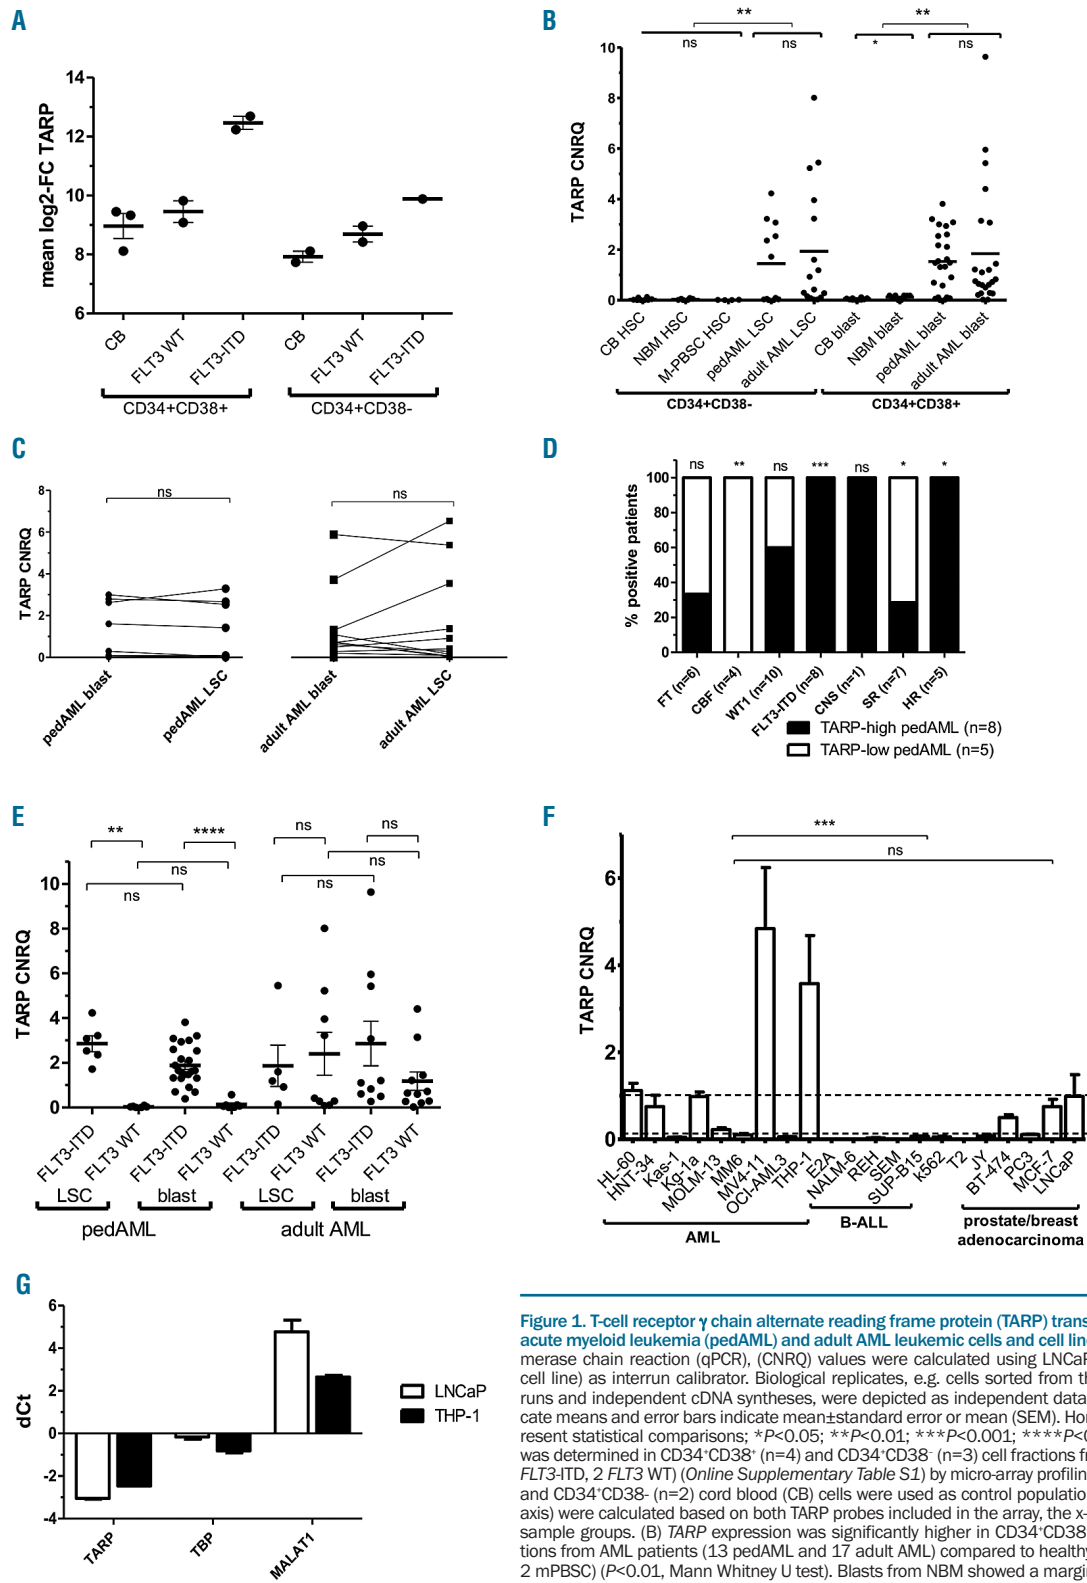 A
mean log2-FC TARP
14
12
10
8
6
CB
FLT3 WT
FLT3-ITD
CB
FLT3 WT
FLT3-ITD
CD34+CD38+
CD34+CD38-
B
TARP CNRQ
**
**
ns
ns
*
ns
10
8
6
4
2
0
CB HSC
NBM HSC
M-PBSC HSC
pedAML LSC
adult AML LSC
CB blast
NBM blast
pedAML blast
adult AML blast
CD34+CD38-
CD34+CD38+
C
TARP CNRQ
8
6
4
2
0
ns
ns
pedAML blast
pedAML LSC
adult AML blast
adult AML LSC
D
% positive patients
ns
**
ns
***
ns
*
*
100
80
60
40
20
0
FT (n=6)
CBF (n=4)
WT1 (n=10)
FLT3-ITD (n=8)
CNS (n=1)
SR (n=7)
HR (n=5)
TARP-high pedAML (n=8)
TARP-low pedAML (n=5)
E
TARP CNRQ
**
****
ns
ns
ns
ns
ns
ns
10
8
6
4
2
0
FLT3-ITD
FLT3 WT
FLT3-ITD
FLT3 WT
FLT3-ITD
FLT3 WT
FLT3-ITD
FLT3 WT
LSC
blast
LSC
blast
pedAML
adult AML
F
TARP CNRQ
***
ns
6
4
2
0
HL-60
HNT-34
Kas-1
Kg-1a
MOLM-13
MM6
MV4-11
OCI-AML3
THP-1
E2A
NALM-6
REH
SEM
SUP-B15
k562
T2
JY
BT-474
PC3
MCF-7
LNCaP
AML
B-ALL
prostate/breast
adenocarcinoma
G
dCt
6
4
2
0
-2
-4
LNCaP
THP-1
TARP
TBP
MALAT1
Figure 1. T-cell receptor γ chain alternate reading frame protein (TARP) trans
acute myeloid leukemia (pedAML) and adult AML leukemic cells and cell lin
merase chain reaction (qPCR), (CNRQ) values were calculated using LNCaP
cell line) as interrun calibrator. Biological replicates, e.g. cells sorted from th
runs and independent cDNA syntheses, were depicted as independent data
cate means and error bars indicate mean±standard error or mean (SEM). Hor
resent statistical comparisons; *P<0.05; **P<0.01; ***P<0.001; ****P<0
was determined in CD34⁺CD38⁺ (n=4) and CD34⁺CD38⁻ (n=3) cell fractions fr
FLT3-ITD, 2 FLT3 WT) (Online Supplementary Table S1) by micro-array profilin
and CD34⁺CD38- (n=2) cord blood (CB) cells were used as control population
axis) were calculated based on both TARP probes included in the array, the x-
sample groups. (B) TARP expression was significantly higher in CD34⁺CD38
tions from AML patients (13 pedAML and 17 adult AML) compared to healthy
2 mPBSC) (P<0.01, Mann Whitney U test). Blasts from NBM showed a margin